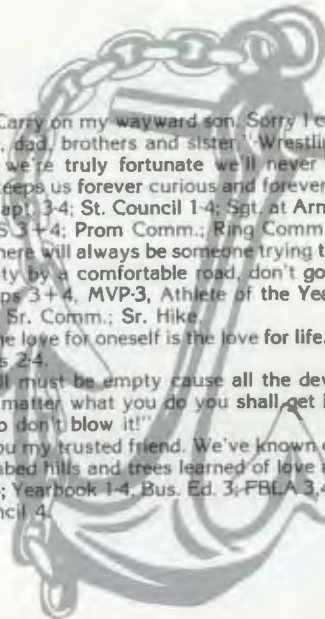 Carry on my wayward son. Sorry I
, dad, brothers and sister." Wrestlin
we're truly fortunate we'll never
keeps us forever curious and forever
apt. 3-4; St. Council 1-4; Sgt. at Arm
S 3+4; Prom Comm.; Ring Comm
here will always be someone trying t
ty by a comfortable road, don't go
ps 3+4, MVP-3, Athlete of the Yea
Sr. Comm.; Sr. Hike.
he love for oneself is the love for life.
s 2-4.
ll must be empty cause all the dev
matter what you do you shall get i
o don't blow it!"
ou my trusted friend. We've known
mbed hills and trees learned of love
; Yearbook 1-4, Bus. Ed. 3; FBLA 3,4
ncil 4.